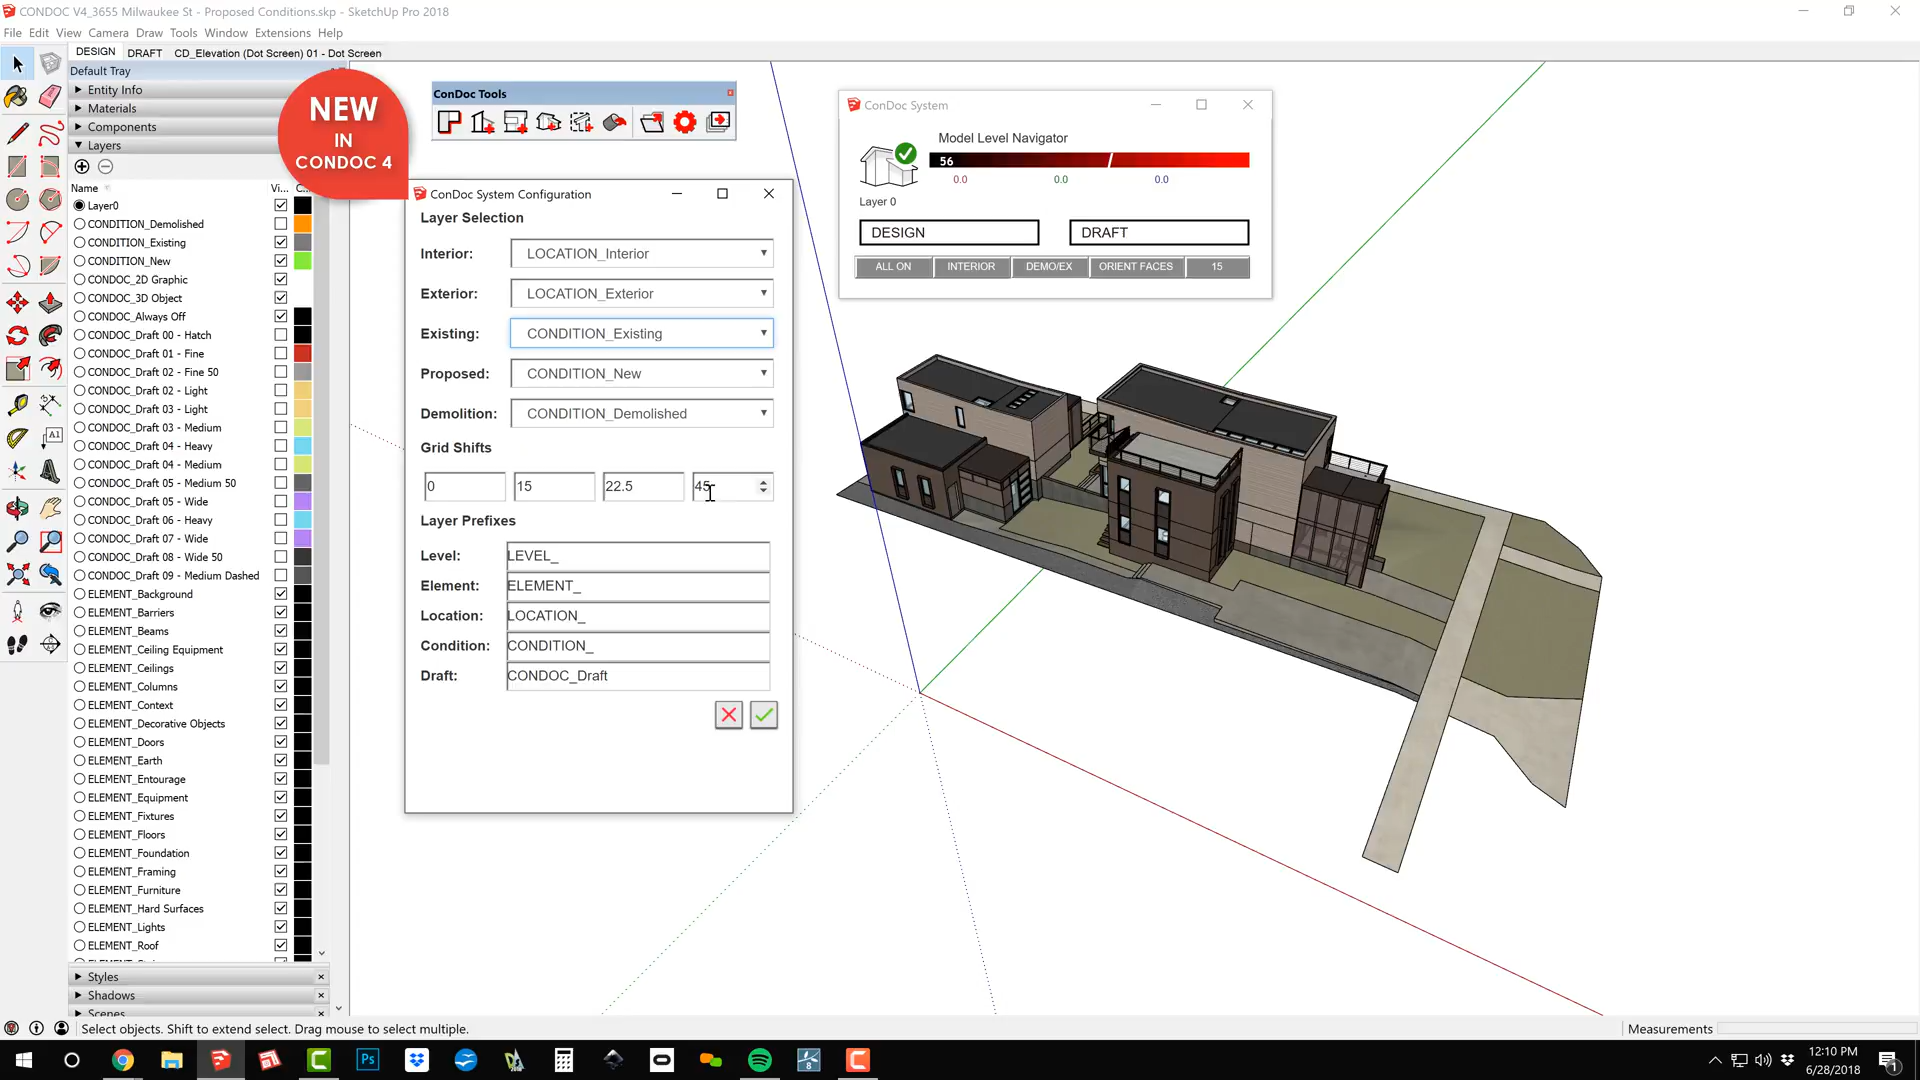 CONDOC V4_3655 Milwaukee St - Proposed Conditions.skp - SketchUp Pro 2018
File Edit View Camera Draw Tools Window Extensions Help
DESIGN DRAFT CD_Elevation (Dot Screen) 01 - Dot Screen
Default Tray
Entity Info
Materials
Components
Layers
Name Vi... C...
Layer0
CONDITION_Demolished
CONDITION_Existing
CONDITION_New
CONDOC_2D Graphic
CONDOC_3D Object
CONDOC_Always Off
CONDOC_Draft 00 - Hatch
CONDOC_Draft 01 - Fine
CONDOC_Draft 02 - Fine 50
CONDOC_Draft 02 - Light
CONDOC_Draft 03 - Light
CONDOC_Draft 03 - Medium
CONDOC_Draft 04 - Heavy
CONDOC_Draft 04 - Medium
CONDOC_Draft 05 - Medium 50
CONDOC_Draft 05 - Wide
CONDOC_Draft 06 - Heavy
CONDOC_Draft 07 - Wide
CONDOC_Draft 08 - Wide 50
CONDOC_Draft 09 - Medium Dashed
ELEMENT_Background
ELEMENT_Barriers
ELEMENT_Beams
ELEMENT_Ceiling Equipment
ELEMENT_Ceilings
ELEMENT_Columns
ELEMENT_Context
ELEMENT_Decorative Objects
ELEMENT_Doors
ELEMENT_Earth
ELEMENT_Entourage
ELEMENT_Equipment
ELEMENT_Fixtures
ELEMENT_Floors
ELEMENT_Foundation
ELEMENT_Framing
ELEMENT_Furniture
ELEMENT_Hard Surfaces
ELEMENT_Lights
ELEMENT_Roof
Styles
Shadows
Scenes
NEW
IN
CONDOC 4
ConDoc Tools
ConDoc System Configuration
Layer Selection
Interior: LOCATION_Interior
Exterior: LOCATION_Exterior
Existing: CONDITION_Existing
Proposed: CONDITION_New
Demolition: CONDITION_Demolished
Grid Shifts
0 15 22.5 45
Layer Prefixes
Level: LEVEL_
Element: ELEMENT_
Location: LOCATION_
Condition: CONDITION_
Draft: CONDOC_Draft
ConDoc System
Model Level Navigator
56
0.0 0.0 0.0
Layer 0
DESIGN DRAFT
ALL ON INTERIOR DEMO/EX ORIENT FACES 15
Select objects. Shift to extend select. Drag mouse to select multiple.
Measurements
12:10 PM
6/28/2018